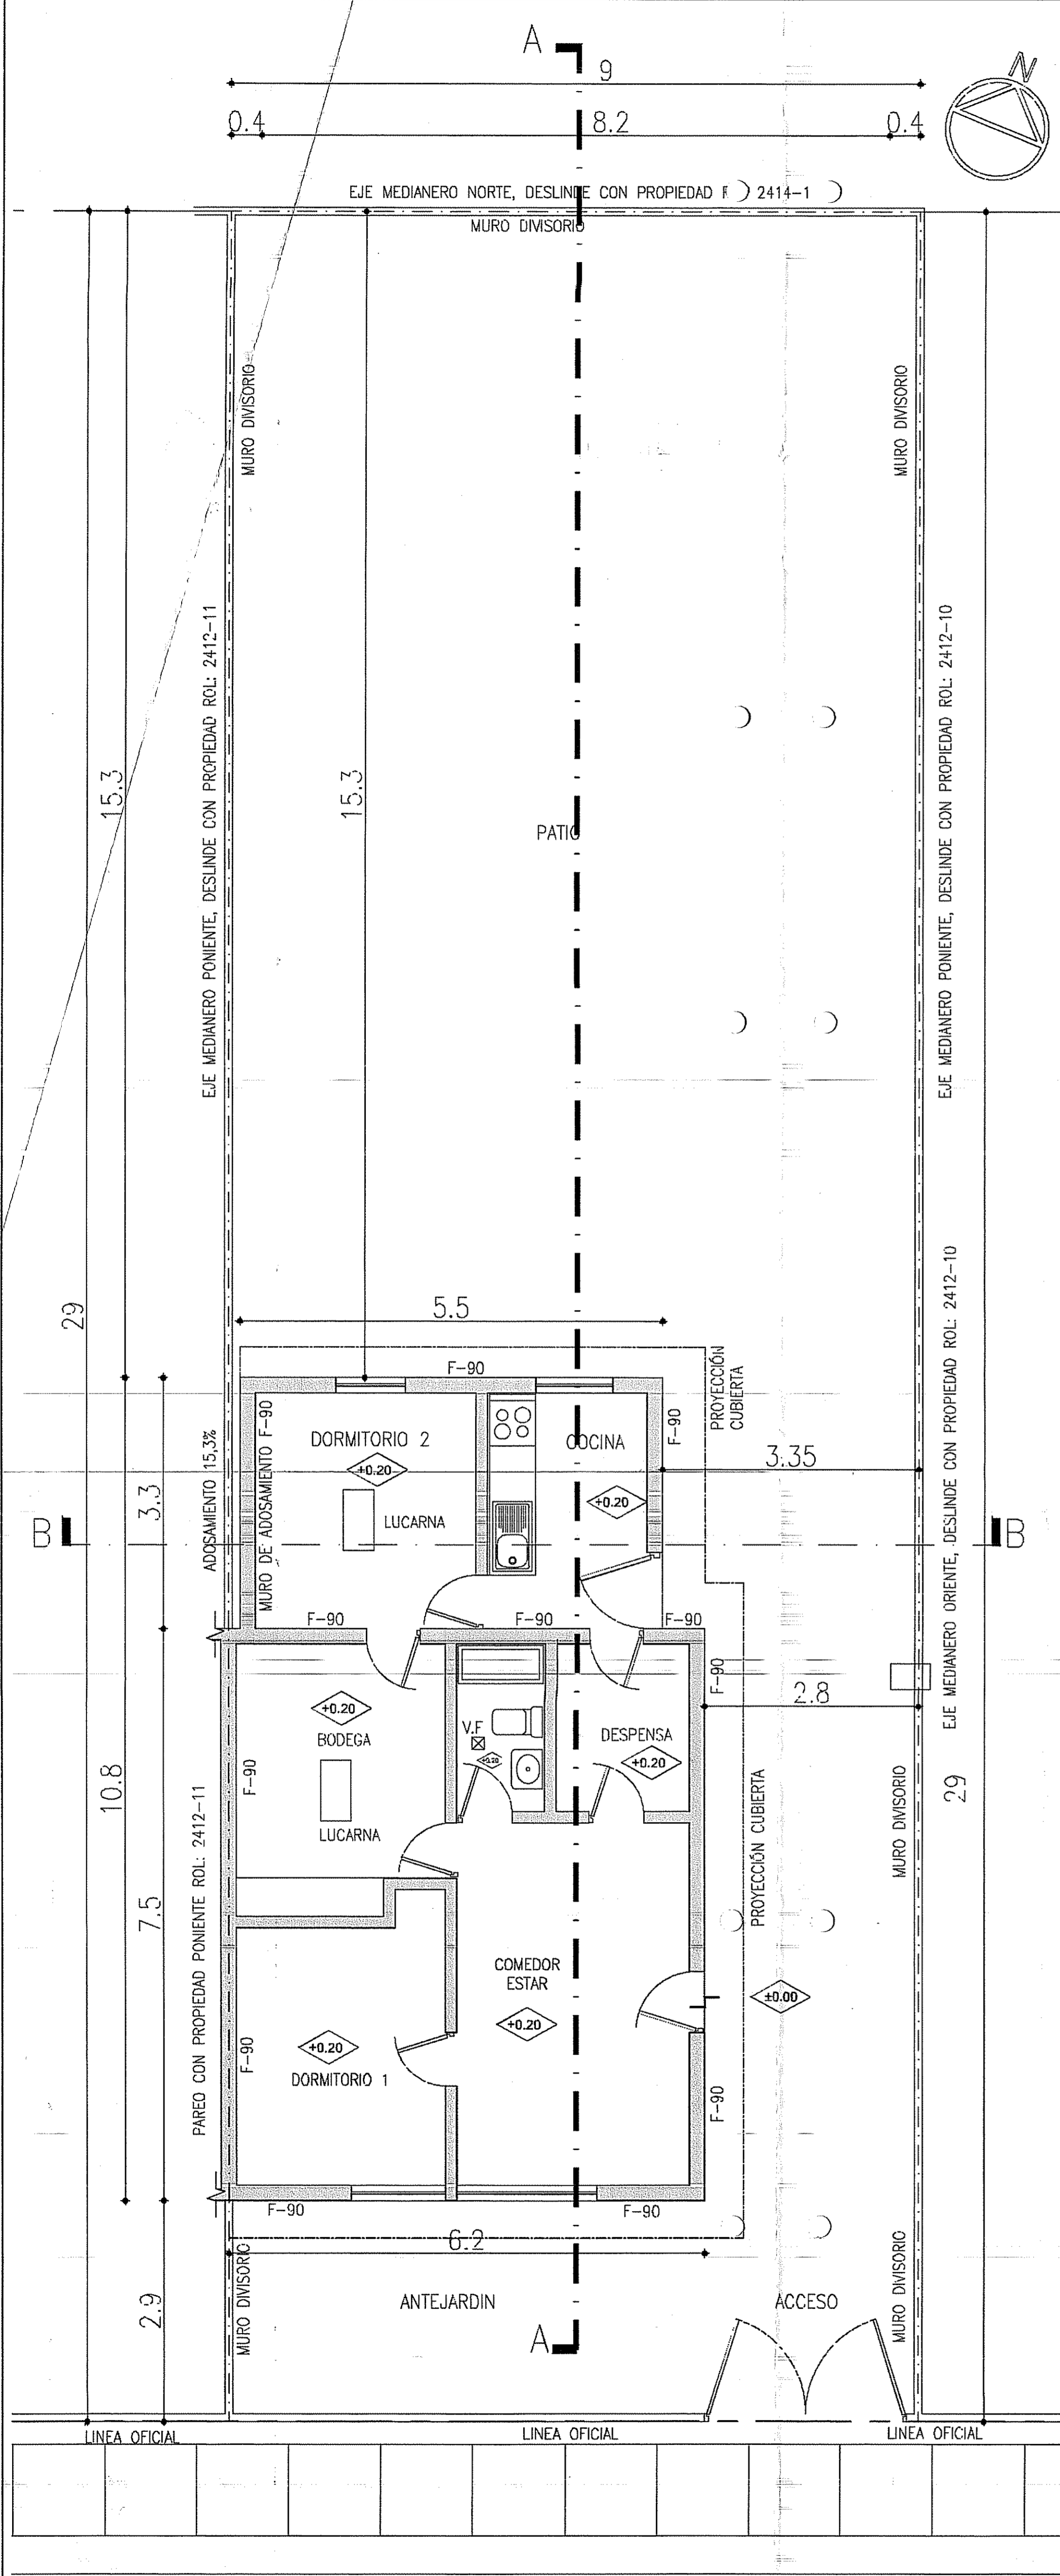 A
9
N
0.4
8.2
0.4
EJE MEDIANERO NORTE, DESLINDE CON PROPIEDAD R 2414-1
MURO DIVISORIO
MURO DIVISORIO
MURO DIVISORIO
EJE MEDIANERO PONIENTE, DESLINDE CON PROPIEDAD ROL: 2412-11
EJE MEDIANERO PONIENTE, DESLINDE CON PROPIEDAD ROL: 2412-10
15.3
15.3
PATIO
29
5.5
F-90
PROYECCIÓN
CUBIERTA
ADOSAMIENTO 15,3%
MURO DE ADOSAMIENTO F-90
DORMITORIO 2
+0.20
COCINA
F-90
3.35
3.3
LUCARNA
+0.20
B
B
EJE MEDIANERO ORIENTE, DESLINDE CON PROPIEDAD ROL: 2412-10
F-90
F-90
F-90
F-90
2.8
+0.20
BODEGA
V.F
+0.20
DESPENSA
+0.20
F-90
LUCARNA
10.8
29
PROYECCIÓN CUBIERTA
MURO DIVISORIO
7.5
PAREO CON PROPIEDAD PONIENTE ROL: 2412-11
COMEDOR
ESTAR
+0.20
±0.00
F-90
+0.20
DORMITORIO 1
F-90
F-90
F-90
6.2
MURO DIVISORIO
MURO DIVISORIO
2.9
ANTEJARDIN
ACCESO
A
LINEA OFICIAL
LINEA OFICIAL
LINEA OFICIAL